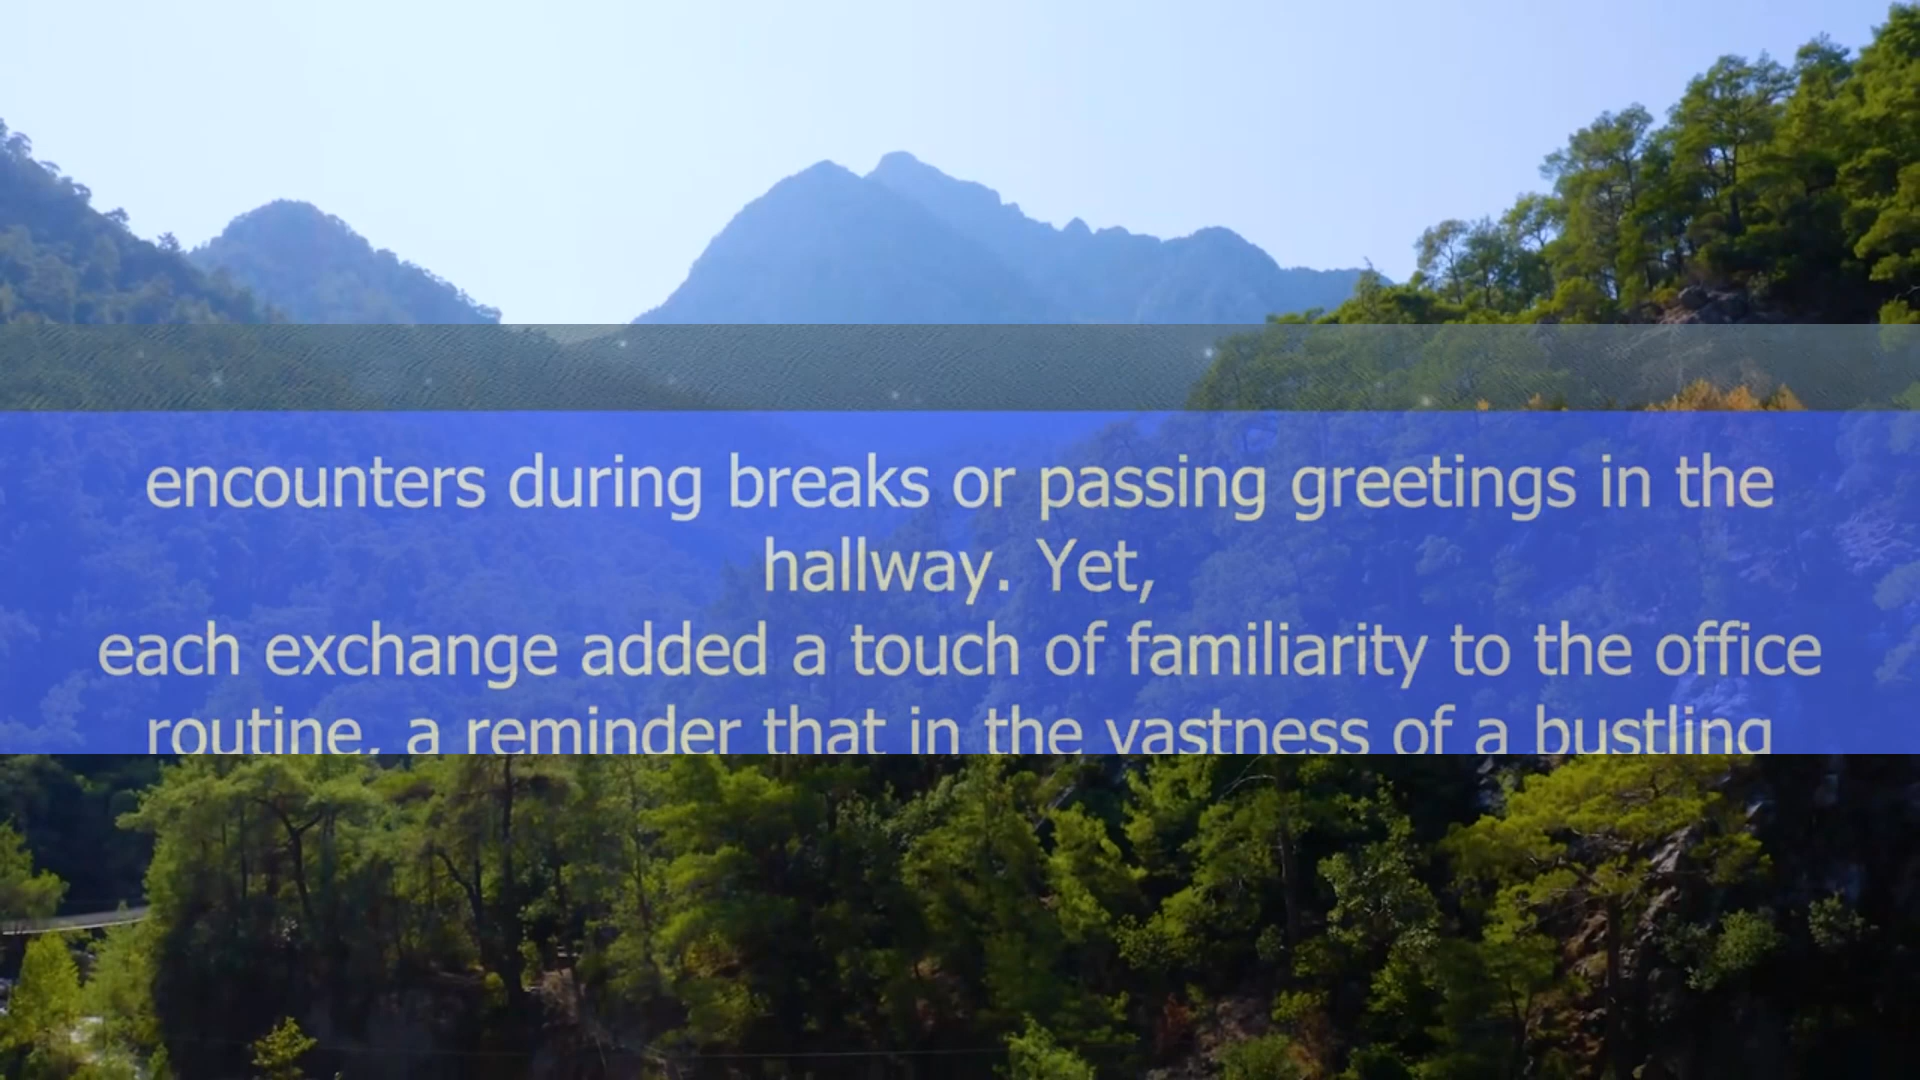 encounters during breaks or passing greetings in the
hallway. Yet,
each exchange added a touch of familiarity to the office
routine, a reminder that in the vastness of a bustling